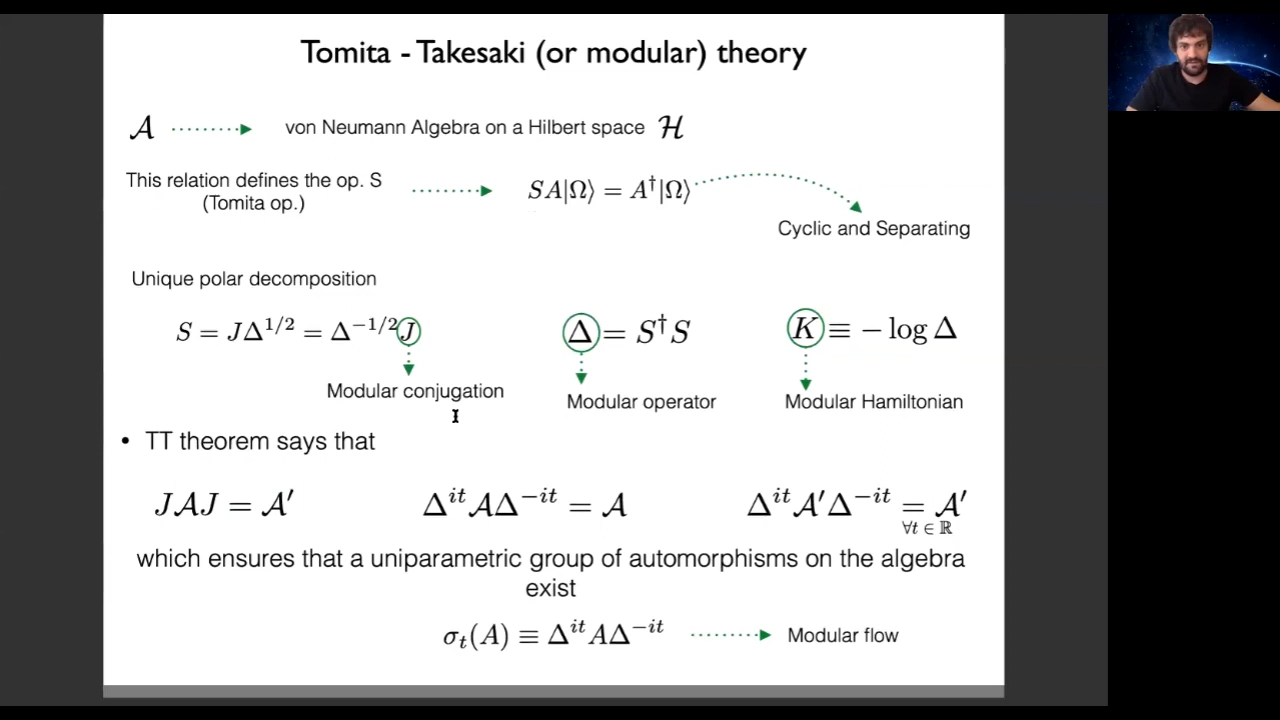 Tomita - Takesaki (or modular) theory
𝒜 von Neumann Algebra on a Hilbert space ℋ
This relation defines the op. S
(Tomita op.)
SA|Ω⟩ = A†|Ω⟩
Cyclic and Separating
Unique polar decomposition
S = JΔ^{1/2} = Δ^{−1/2}J
Δ = S†S
K ≡ − log Δ
Modular conjugation
Modular operator
Modular Hamiltonian
• TT theorem says that
J𝒜J = 𝒜′
Δ^{it}𝒜Δ^{−it} = 𝒜
Δ^{it}𝒜′Δ^{−it} = 𝒜′
∀t ∈ ℝ
which ensures that a uniparametric group of automorphisms on the algebra
exist
σ_t(A) ≡ Δ^{it}AΔ^{−it}
Modular flow